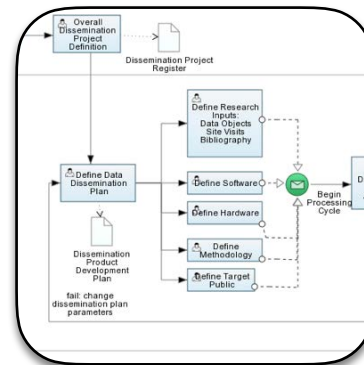 Overall
Dissemination
Project
Definition
Dissemination Project
Register
Define Research
Inputs:
Data Objects
Site Visits
Bibliography
Define Data
Dissemination
Plan
Define Software
Define Hardware
Define
Methodology
Define Target
Public
Begin
Processing
Cycle
Dissemination
Product
Development
Plan
fail: change
dissemination plan
parameters